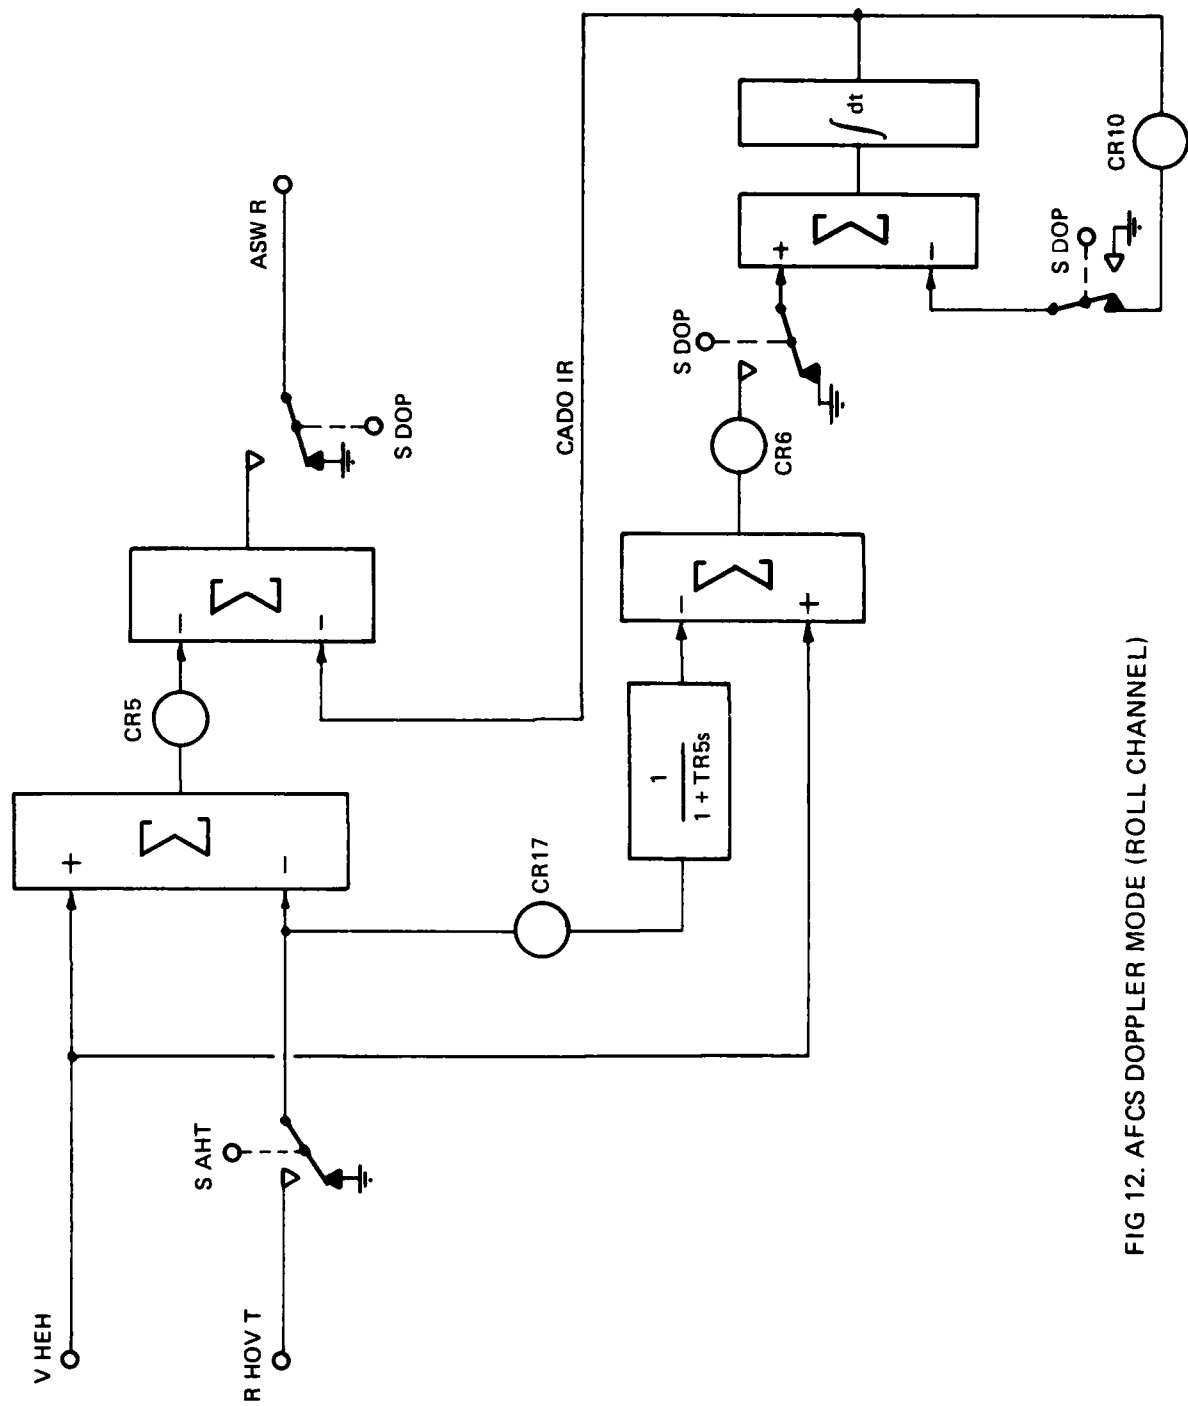 V HEH
R HOV T
S AHT
+
Σ
−
CR5
−
Σ
−
S DOP
ASW R
CR17
1
1 + TR5s
−
Σ
+
CR6
CADO IR
S DOP
+
Σ
−
∫ dt
S DOP
CR10
FIG 12. AFCS DOPPLER MODE (ROLL CHANNEL)